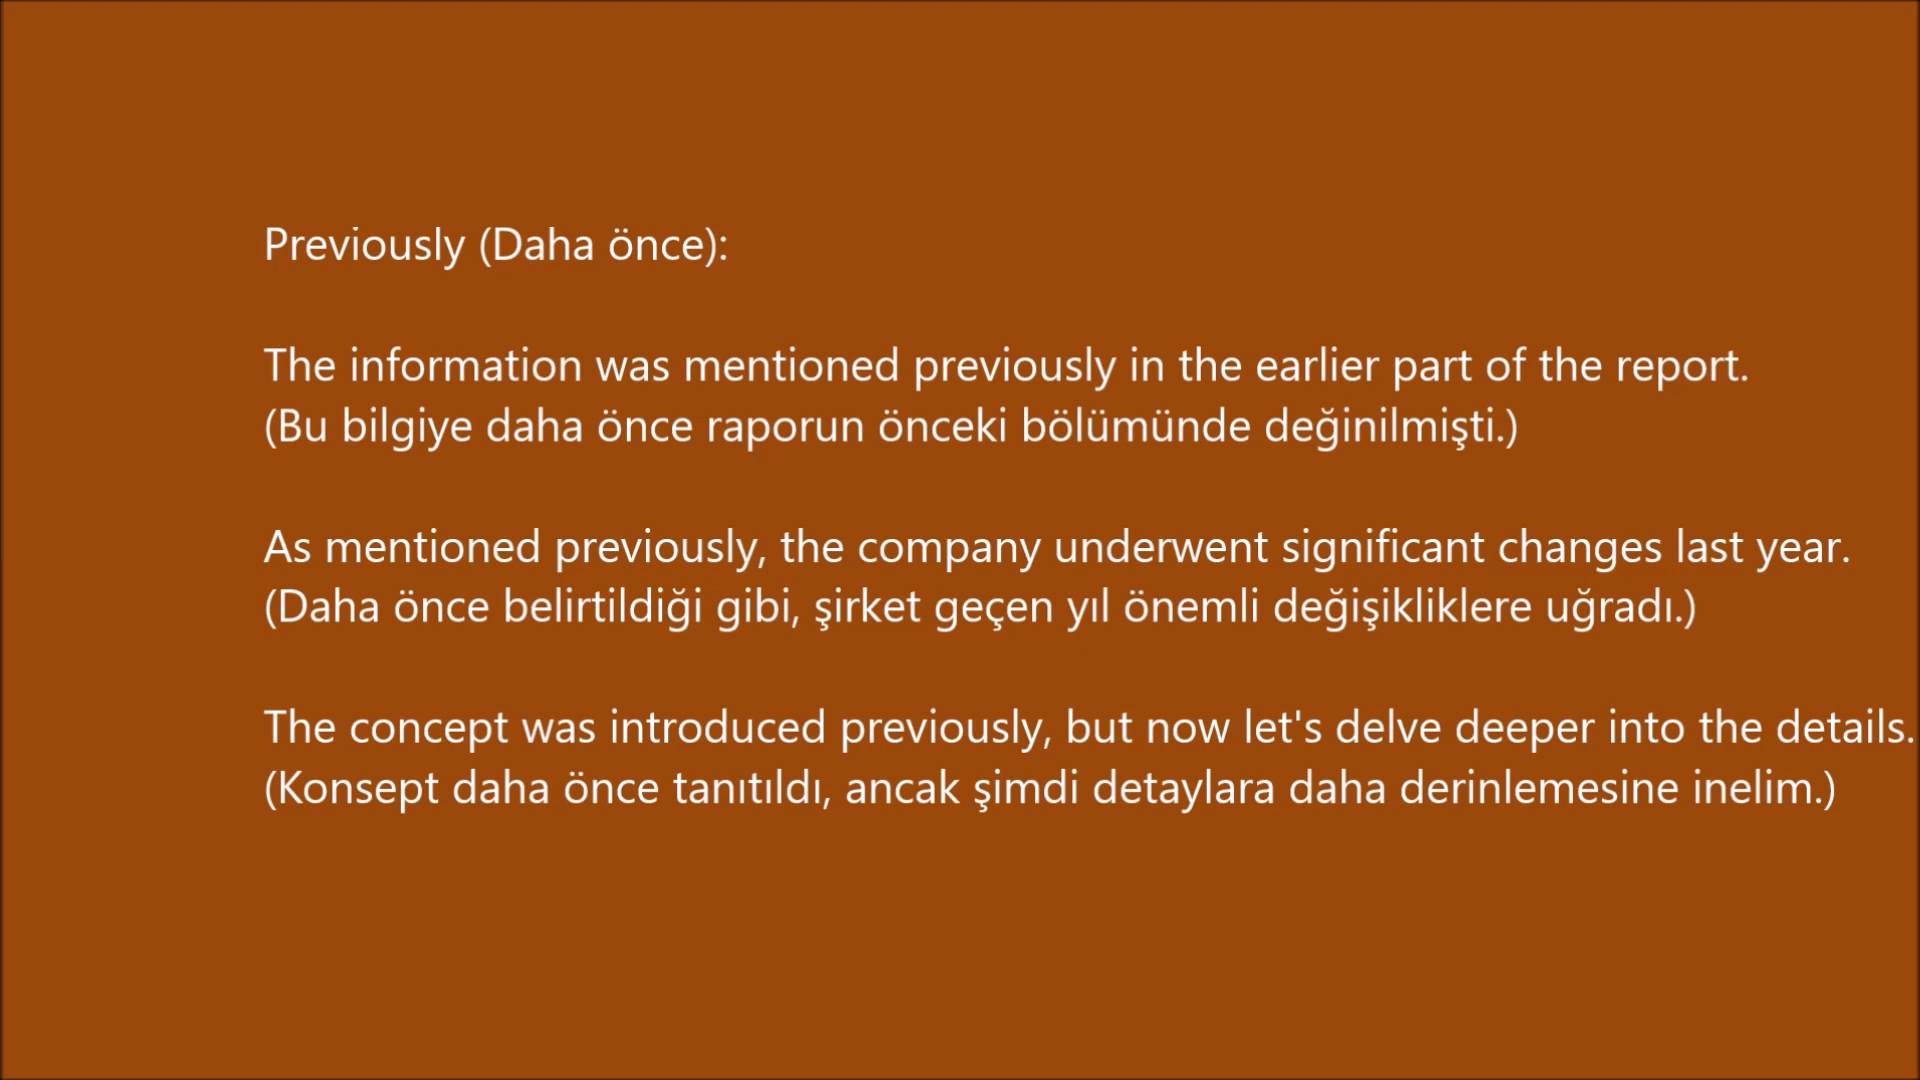 Previously (Daha önce):
The information was mentioned previously in the earlier part of the report.
(Bu bilgiye daha önce raporun önceki bölümünde değinilmişti.)
As mentioned previously, the company underwent significant changes last year.
(Daha önce belirtildiği gibi, şirket geçen yıl önemli değişikliklere uğradı.)
The concept was introduced previously, but now let's delve deeper into the details.
(Konsept daha önce tanıtıldı, ancak şimdi detaylara daha derinlemesine inelim.)